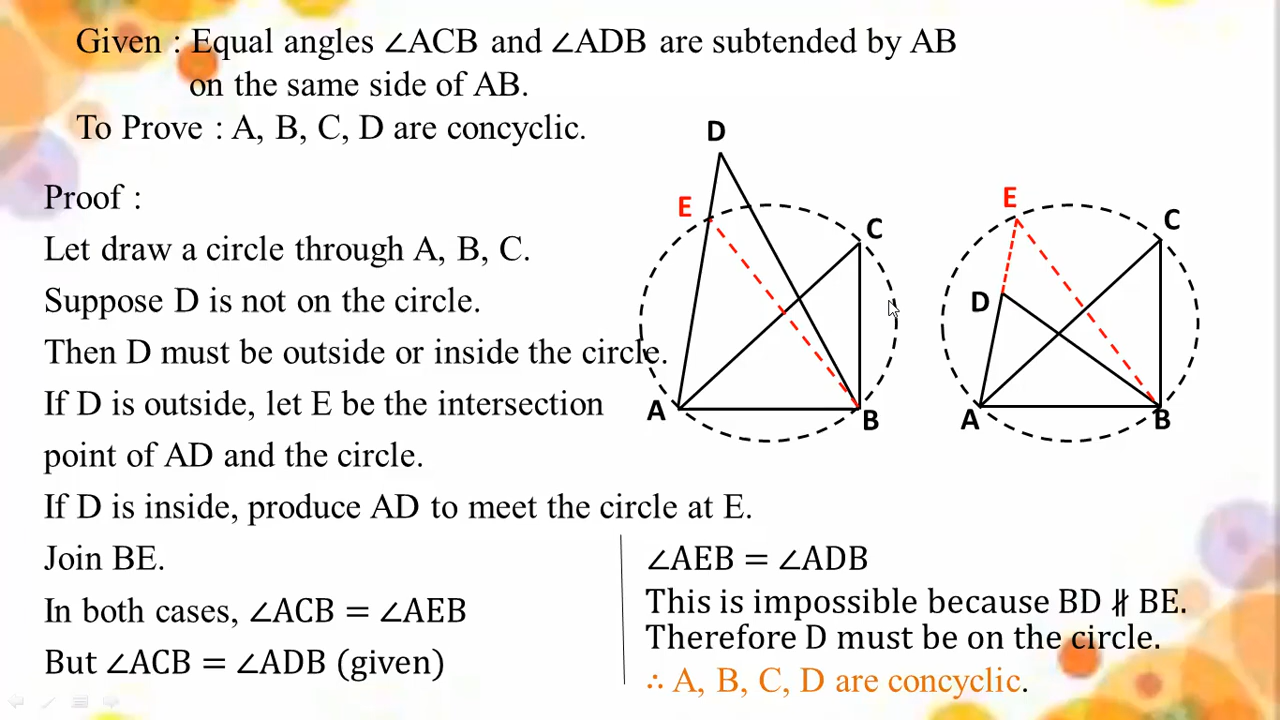 Given : Equal angles ∠ACB and ∠ADB are subtended by AB
on the same side of AB.
To Prove : A, B, C, D are concyclic.
Proof :
Let draw a circle through A, B, C.
Suppose D is not on the circle.
Then D must be outside or inside the circle.
If D is outside, let E be the intersection
point of AD and the circle.
If D is inside, produce AD to meet the circle at E.
Join BE.
In both cases, ∠ACB = ∠AEB
But ∠ACB = ∠ADB (given)
∠AEB = ∠ADB
This is impossible because BD ∦ BE.
Therefore D must be on the circle.
∴ A, B, C, D are concyclic.
D
E
C
A
B
E
C
D
A
B